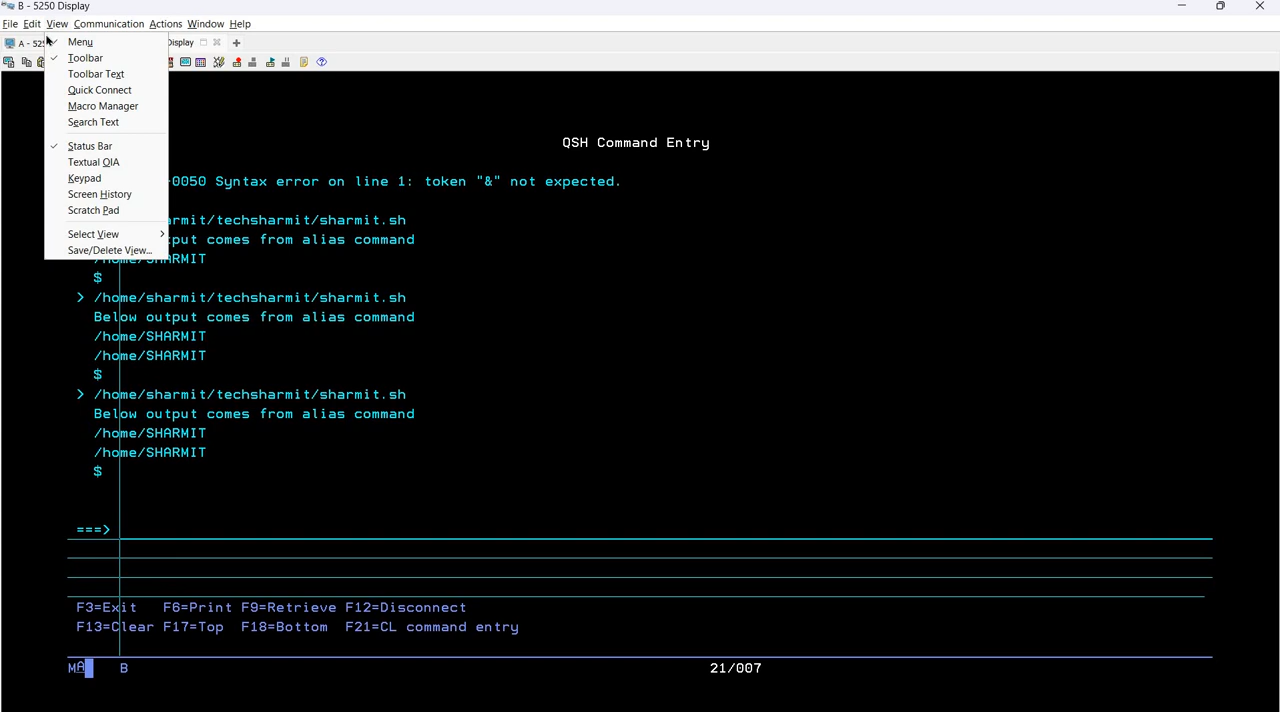 B - 5250 Display
File Edit View Communication Actions Window Help
A - 525
Display
Menu
Toolbar
Toolbar Text
Quick Connect
Macro Manager
Search Text
Status Bar
Textual OIA
Keypad
Screen History
Scratch Pad
Select View
Save/Delete View...
QSH Command Entry
-0050 Syntax error on line 1: token "&" not expected.
armit/techsharmit/sharmit.sh
put comes from alias command
/home/SHARMIT
$
> /home/sharmit/techsharmit/sharmit.sh
Below output comes from alias command
/home/SHARMIT
/home/SHARMIT
$
> /home/sharmit/techsharmit/sharmit.sh
Below output comes from alias command
/home/SHARMIT
/home/SHARMIT
$
===>
F3=Exit F6=Print F9=Retrieve F12=Disconnect
F13=Clear F17=Top F18=Bottom F21=CL command entry
MA B 21/007